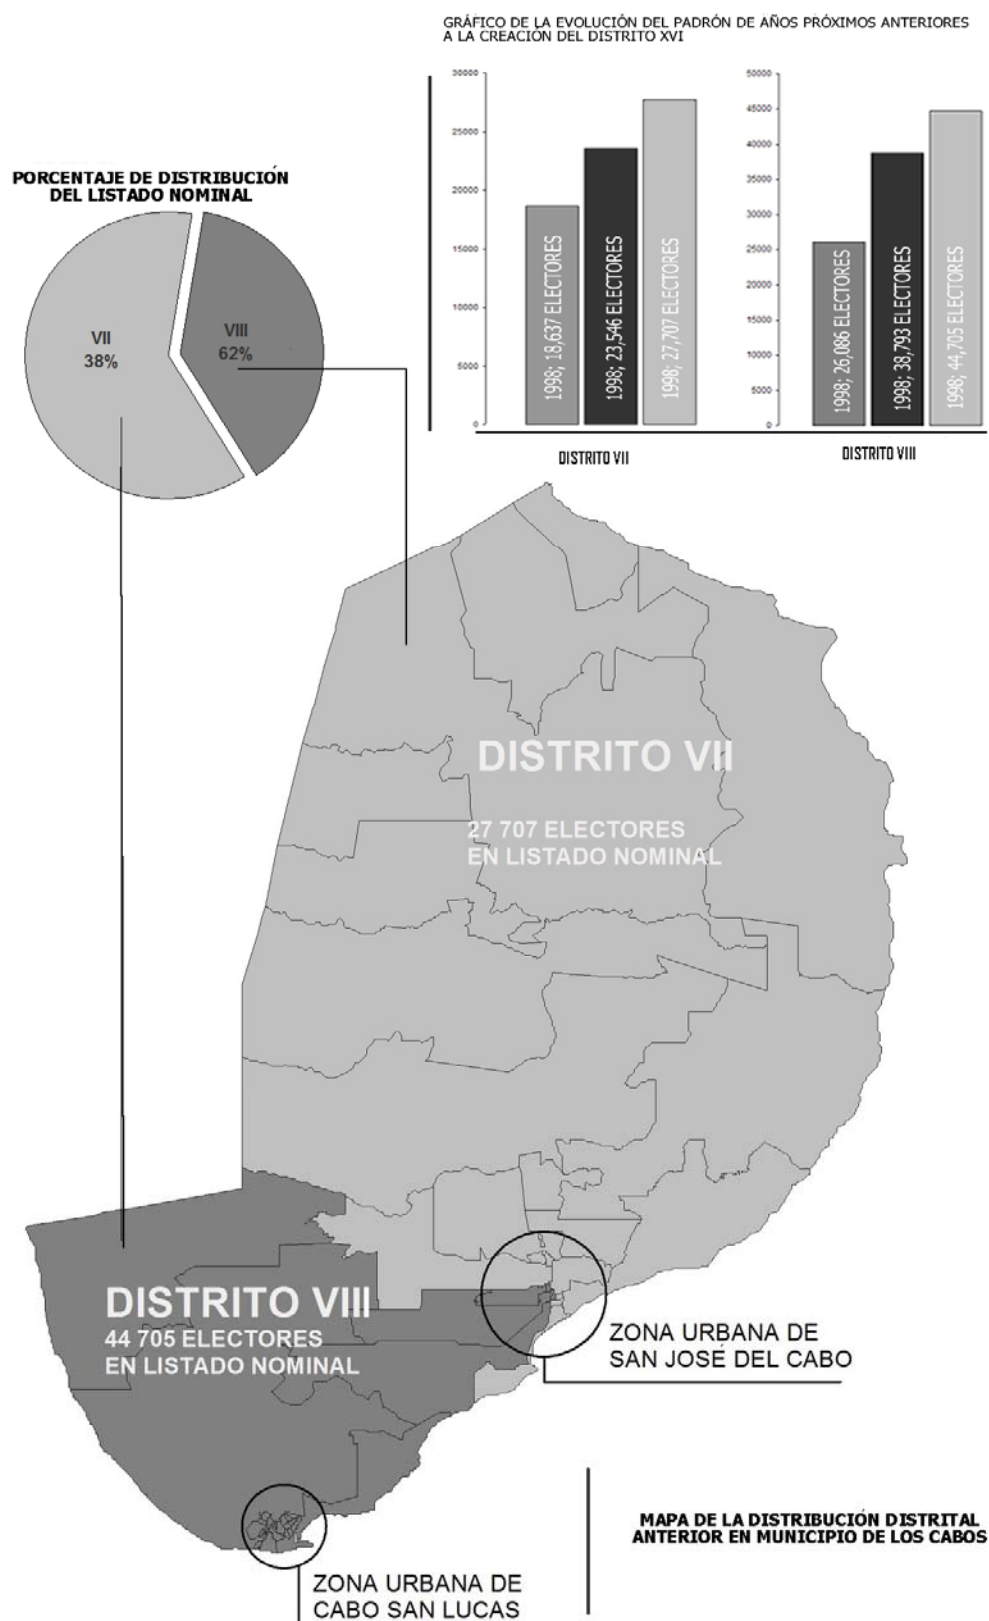 GRÁFICO DE LA EVOLUCIÓN DEL PADRÓN DE AÑOS PRÓXIMOS ANTERIORES
A LA CREACIÓN DEL DISTRITO XVI
30000
25000
20000
15000
10000
5000
0
1998; 18,637 ELECTORES
1998; 23,546 ELECTORES
1998; 27,707 ELECTORES
DISTRITO VII
50000
45000
40000
35000
30000
25000
20000
15000
10000
5000
0
1998; 26,086 ELECTORES
1998; 38,793 ELECTORES
1998; 44,705 ELECTORES
DISTRITO VIII
PORCENTAJE DE DISTRIBUCIÓN
DEL LISTADO NOMINAL
VII
38%
VIII
62%
DISTRITO VII
27 707 ELECTORES
EN LISTADO NOMINAL
DISTRITO VIII
44 705 ELECTORES
EN LISTADO NOMINAL
ZONA URBANA DE
SAN JOSÉ DEL CABO
MAPA DE LA DISTRIBUCIÓN DISTRITAL
ANTERIOR EN MUNICIPIO DE LOS CABOS
ZONA URBANA DE
CABO SAN LUCAS